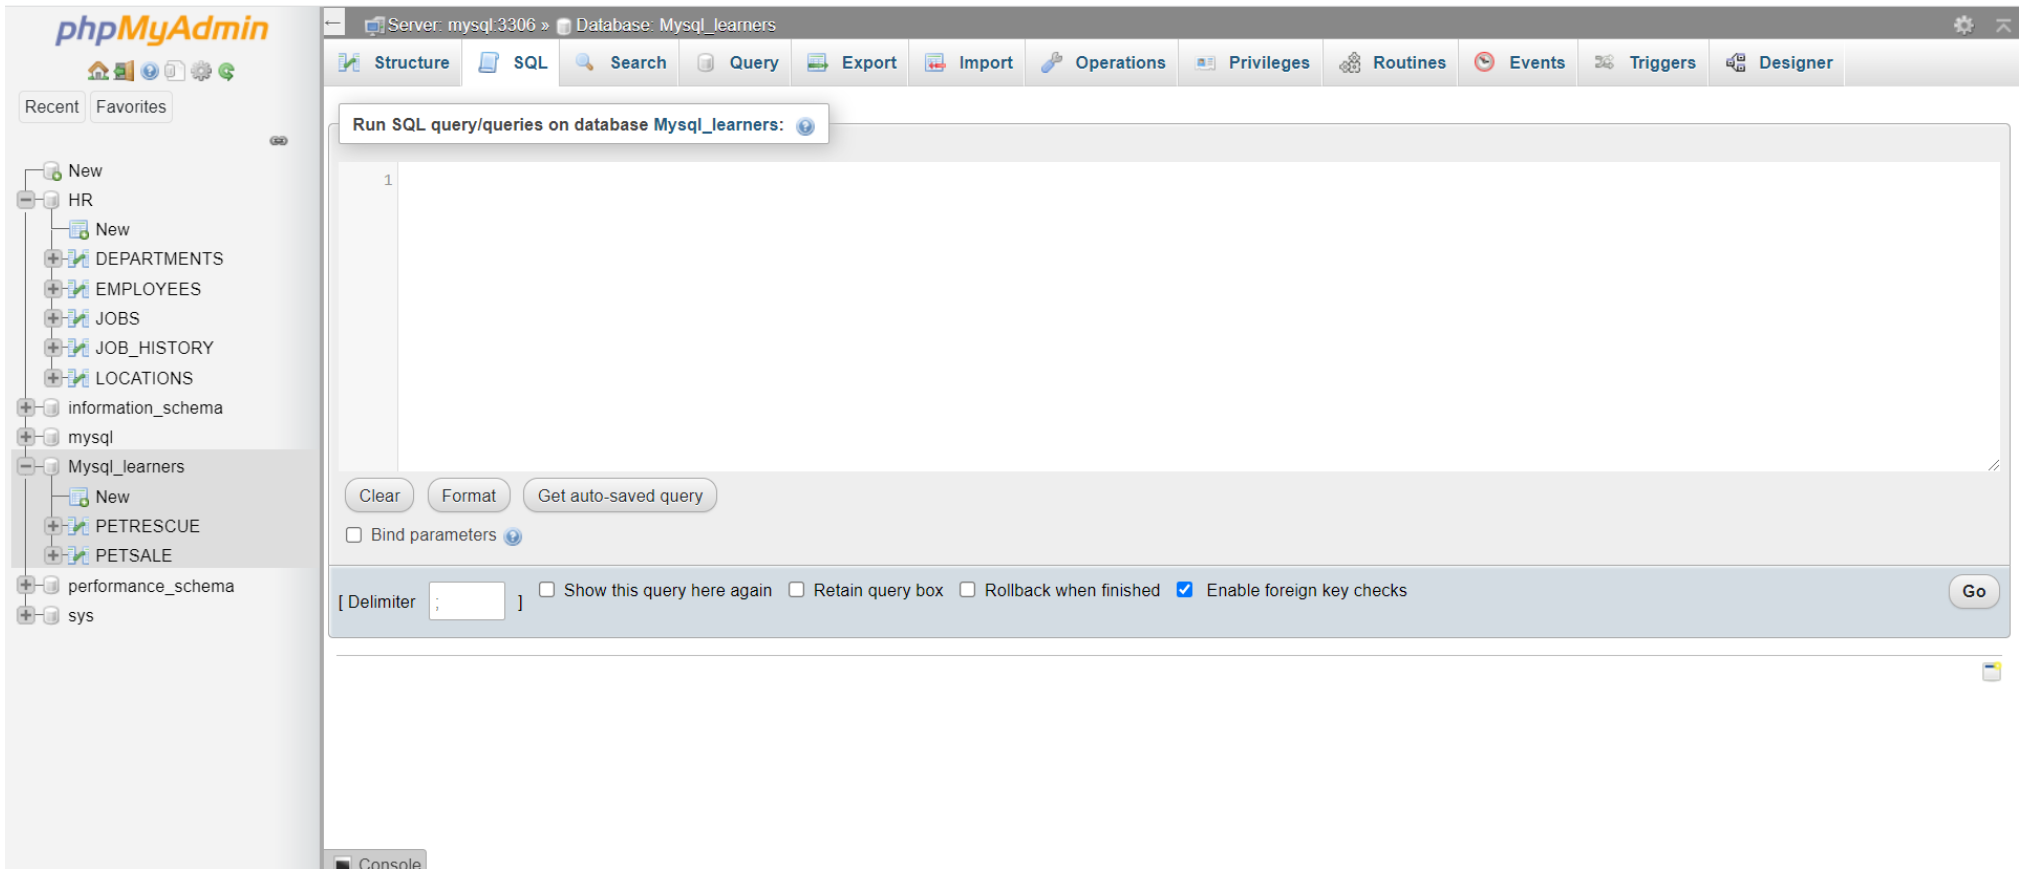 phpMyAdmin
Recent Favorites
New
HR
New
DEPARTMENTS
EMPLOYEES
JOBS
JOB_HISTORY
LOCATIONS
information_schema
mysql
Mysql_learners
New
PETRESCUE
PETSALE
performance_schema
sys
Server: mysql:3306 » Database: Mysql_learners
Structure SQL Search Query Export Import Operations Privileges Routines Events Triggers Designer
Run SQL query/queries on database Mysql_learners:
1
Clear Format Get auto-saved query
Bind parameters
[ Delimiter ; ] Show this query here again Retain query box Rollback when finished Enable foreign key checks Go
Console